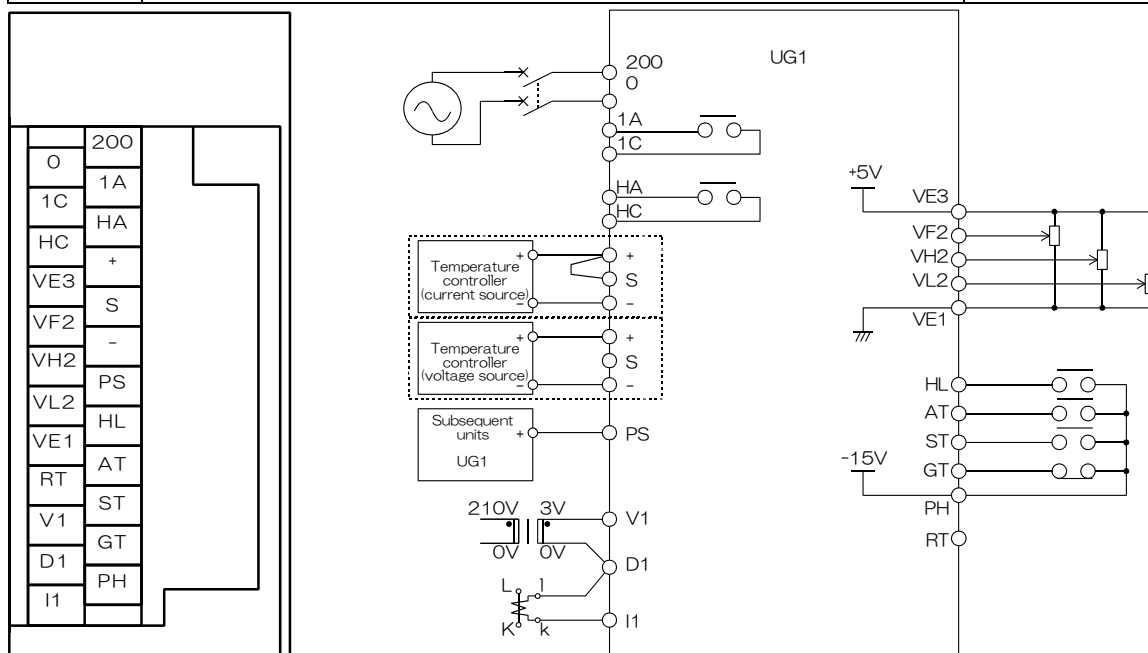 200
0
1A
1C
HA
HC
+
VE3
S
VF2
-
VH2
PS
VL2
HL
VE1
AT
RT
ST
V1
GT
D1
PH
I1
UG1
200
0
1A
1C
HA
HC
Temperature
controller
(current source)
+
-
+
S
-
Temperature
controller
(voltage source)
+
-
+
S
-
Subsequent
units
UG1
+
PS
210V 3V
0V 0V
V1
D1
L l
K k
I1
+5V
VE3
VF2
VH2
VL2
VE1
HL
AT
ST
GT
-15V
PH
RT